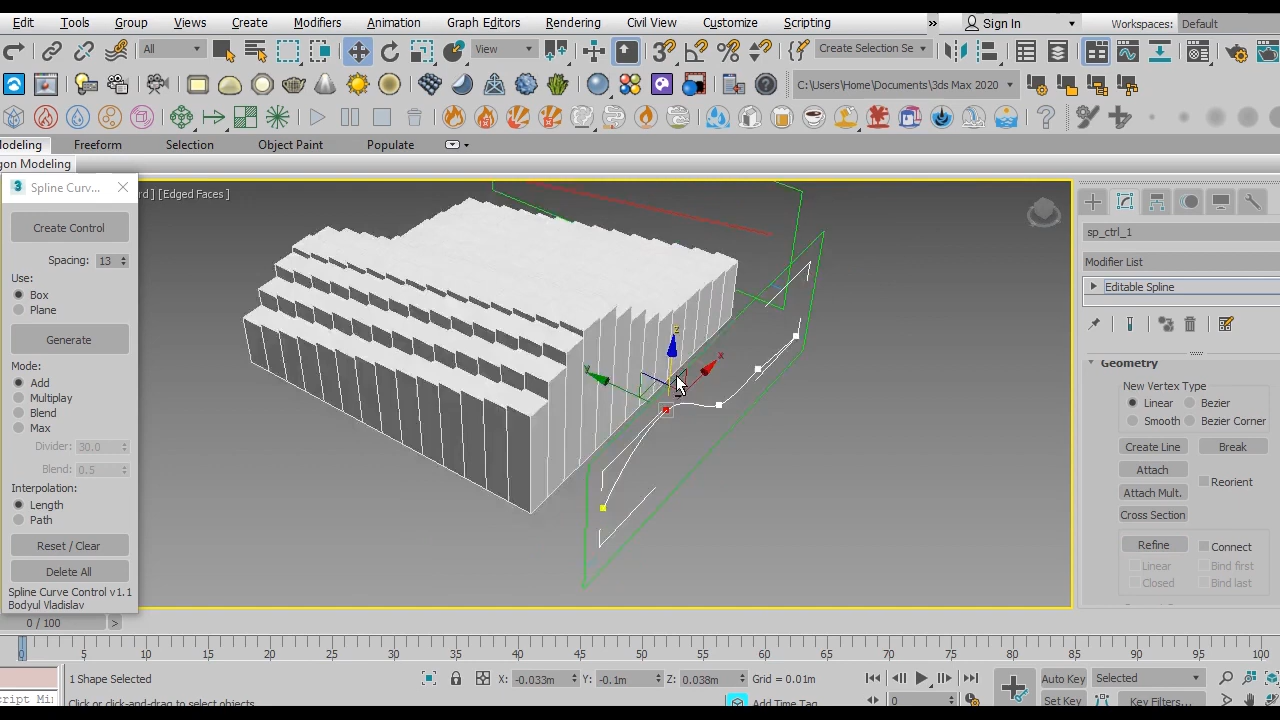 Edit Tools Group Views Create Modifiers Animation Graph Editors Rendering Civil View Customize Scripting » Sign In Workspaces: Default
All View Create Selection Se
C:\Users\Home\Documents\3ds Max 2020
odeling Freeform Selection Object Paint Populate
gon Modeling
3 Spline Curv...
rd ] [Edged Faces ]
Create Control
Spacing: 13
Use:
Box
Plane
Generate
Mode:
Add
Multiplay
Blend
Max
Divider: 30.0
Blend: 0.5
Interpolation:
Length
Path
Reset / Clear
Delete All
Spline Curve Control v1.1
Bodyul Vladislav
z
y
x
sp_ctrl_1
Modifier List
Editable Spline
Geometry
New Vertex Type
Linear Bezier
Smooth Bezier Corner
Create Line Break
Attach
Reorient
Attach Mult.
Cross Section
Refine Connect
Linear Bind first
Closed Bind last
0 / 100 >
0 5 10 15 20 25 30 35 40 45 50 55 60 65 70 75 80 85 90 95 100
1 Shape Selected X: -0.033m Y: -0.1m Z: 0.038m Grid = 0.01m Auto Key Selected
cript Mi Click or click-and-drag to select objects Add Time Tag 0 Set Key Key Filters...